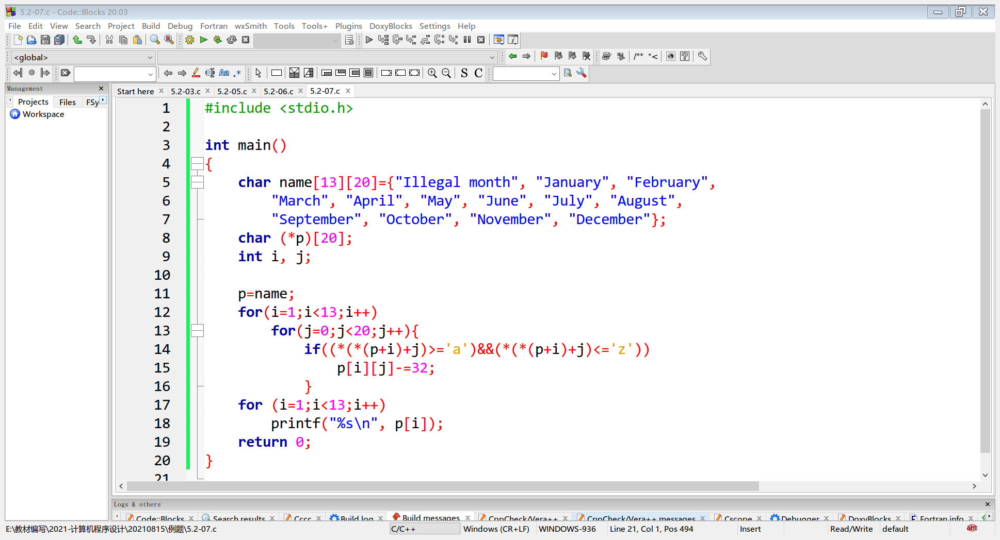 5.2-07.c - Code::Blocks 20.03
File Edit View Search Project Build Debug Fortran wxSmith Tools Tools+ Plugins DoxyBlocks Settings Help
<global>
/** *<
Aa .* S C
Management
Projects Files FSy
Workspace
Start here 5.2-03.c 5.2-05.c 5.2-06.c 5.2-07.c
1 #include <stdio.h>
2
3 int main()
4 {
5 char name[13][20]={"Illegal month", "January", "February",
6 "March", "April", "May", "June", "July", "August",
7 "September", "October", "November", "December"};
8 char (*p)[20];
9 int i, j;
10
11 p=name;
12 for(i=1;i<13;i++)
13 for(j=0;j<20;j++){
14 if((*(*(p+i)+j)>='a')&&(*(*(p+i)+j)<='z'))
15 p[i][j]-=32;
16 }
17 for (i=1;i<13;i++)
18 printf("%s\n", p[i]);
19 return 0;
20 }
21
Logs & others
Code::Blocks Search results Cccc Build log Build messages CppCheck/Vera++ CppCheck/Vera++ messages Cscope Debugger DoxyBlocks Fortran info
E:\教材编写\2021-计算机程序设计\20210815\例题\5.2-07.c C/C++ Windows (CR+LF) WINDOWS-936 Line 21, Col 1, Pos 494 Insert Read/Write default abc